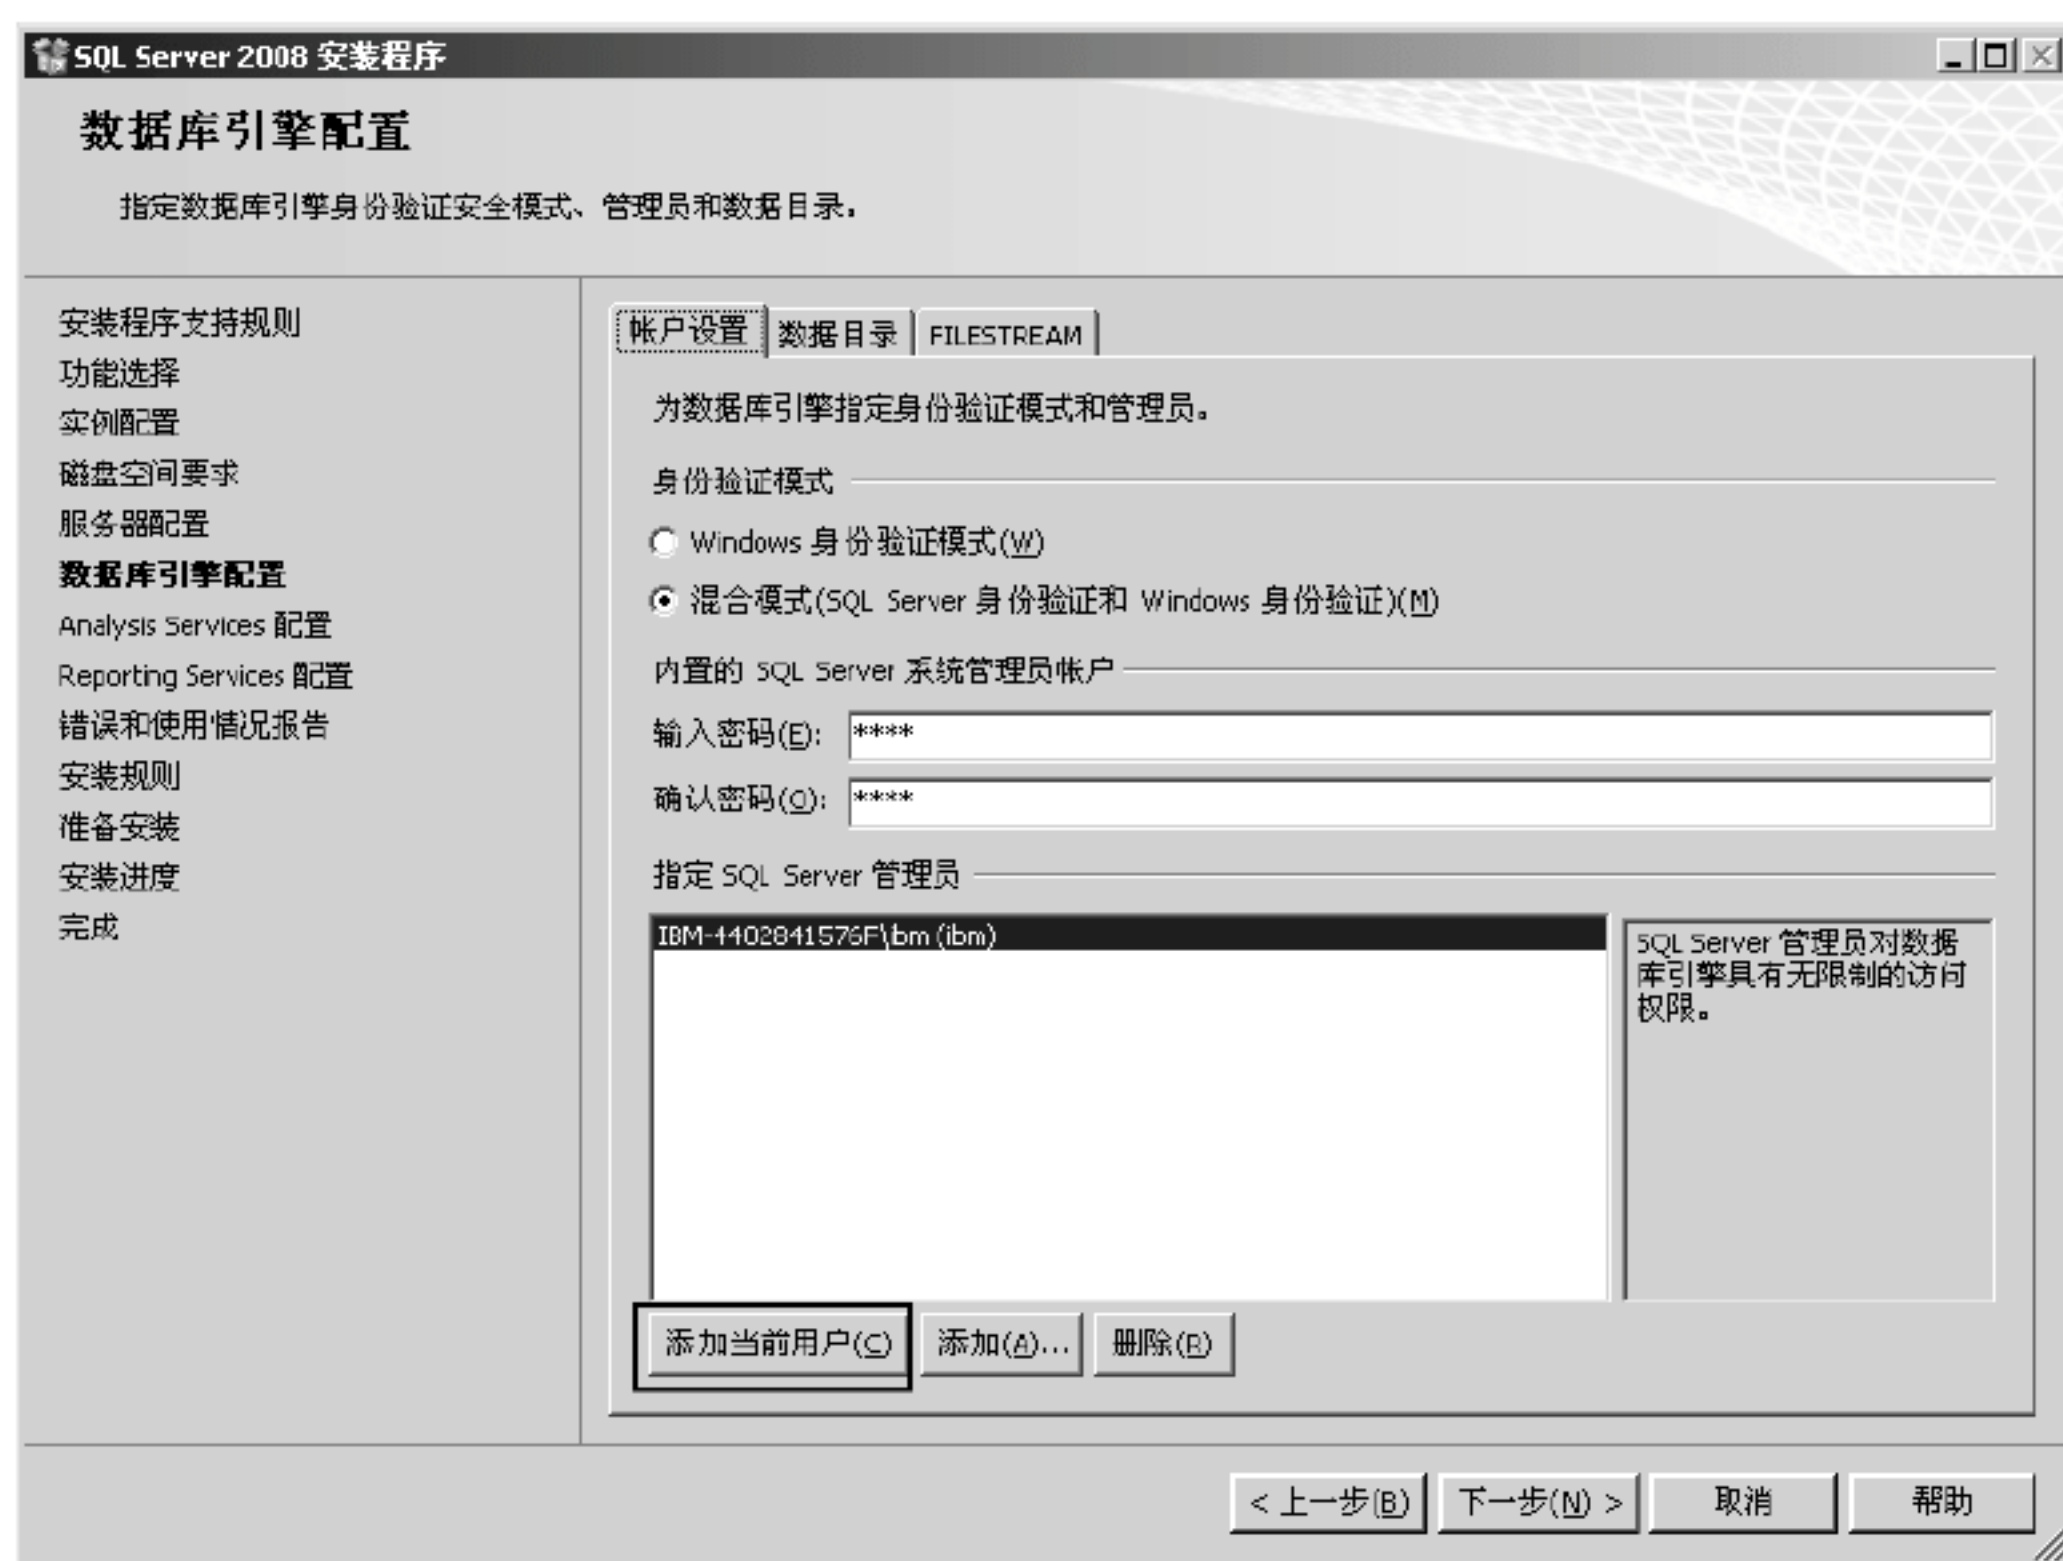 SQL Server 2008 安装程序
数据库引擎配置
指定数据库引擎身份验证安全模式、管理员和数据目录。
安装程序支持规则
功能选择
实例配置
磁盘空间要求
服务器配置
数据库引擎配置
Analysis Services 配置
Reporting Services 配置
错误和使用情况报告
安装规则
准备安装
安装进度
完成
帐户设置 数据目录 FILESTREAM
为数据库引擎指定身份验证模式和管理员。
身份验证模式
Windows 身份验证模式(W)
混合模式(SQL Server 身份验证和 Windows 身份验证)(M)
内置的 SQL Server 系统管理员帐户
输入密码(E): ****
确认密码(O): ****
指定 SQL Server 管理员
IBM-4402841576F\ibm (ibm)
SQL Server 管理员对数据
库引擎具有无限制的访问
权限。
添加当前用户(C) 添加(A)... 删除(R)
< 上一步(B) 下一步(N) > 取消 帮助